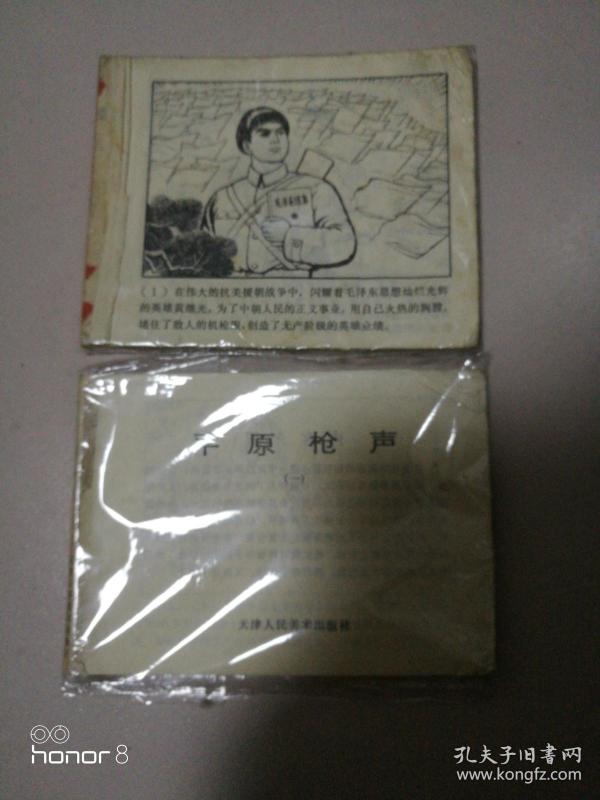 (1)在伟大的抗美援朝战争中,闪耀着毛泽东思想灿烂光辉
的英雄黄继光,为了中朝人民的正义事业,用自己火热的胸膛,
堵住了敌人的机枪眼,创造了无产阶级的英雄业绩。
平原枪声
(一)
天津人民美术出版社
honor 8
孔夫子旧书网
www.kongfz.com